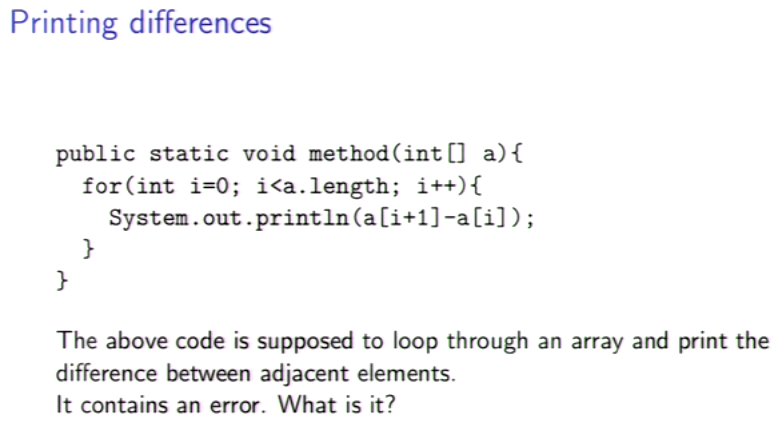 Printing differences
public static void method(int[] a){
for(int i=0; i<a.length; i++){
System.out.println(a[i+1]-a[i]);
}
}
The above code is supposed to loop through an array and print the
difference between adjacent elements.
It contains an error. What is it?